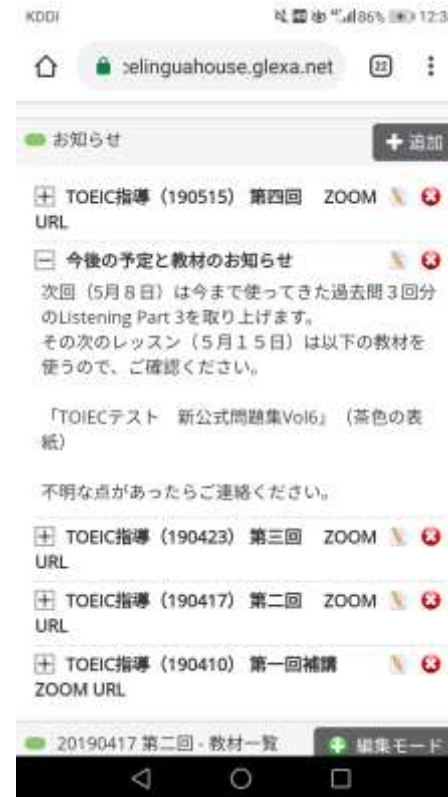 KDDI 86% 12:3
elinguahouse.glexa.net 22
お知らせ 追加
TOEIC指導（190515） 第四回 ZOOM
URL
今後の予定と教材のお知らせ
次回（5月８日）は今まで使ってきた過去問３回分
のListening Part 3を取り上げます。
その次のレッスン（５月１５日）は以下の教材を
使うので、ご確認ください。
「TOIECテスト 新公式問題集Vol6」（茶色の表
紙）
不明な点があったらご連絡ください。
TOEIC指導（190423） 第三回 ZOOM
URL
TOEIC指導（190417） 第二回 ZOOM
URL
TOEIC指導（190410） 第一回補講
ZOOM URL
20190417 第二回 - 教材一覧 編集モード